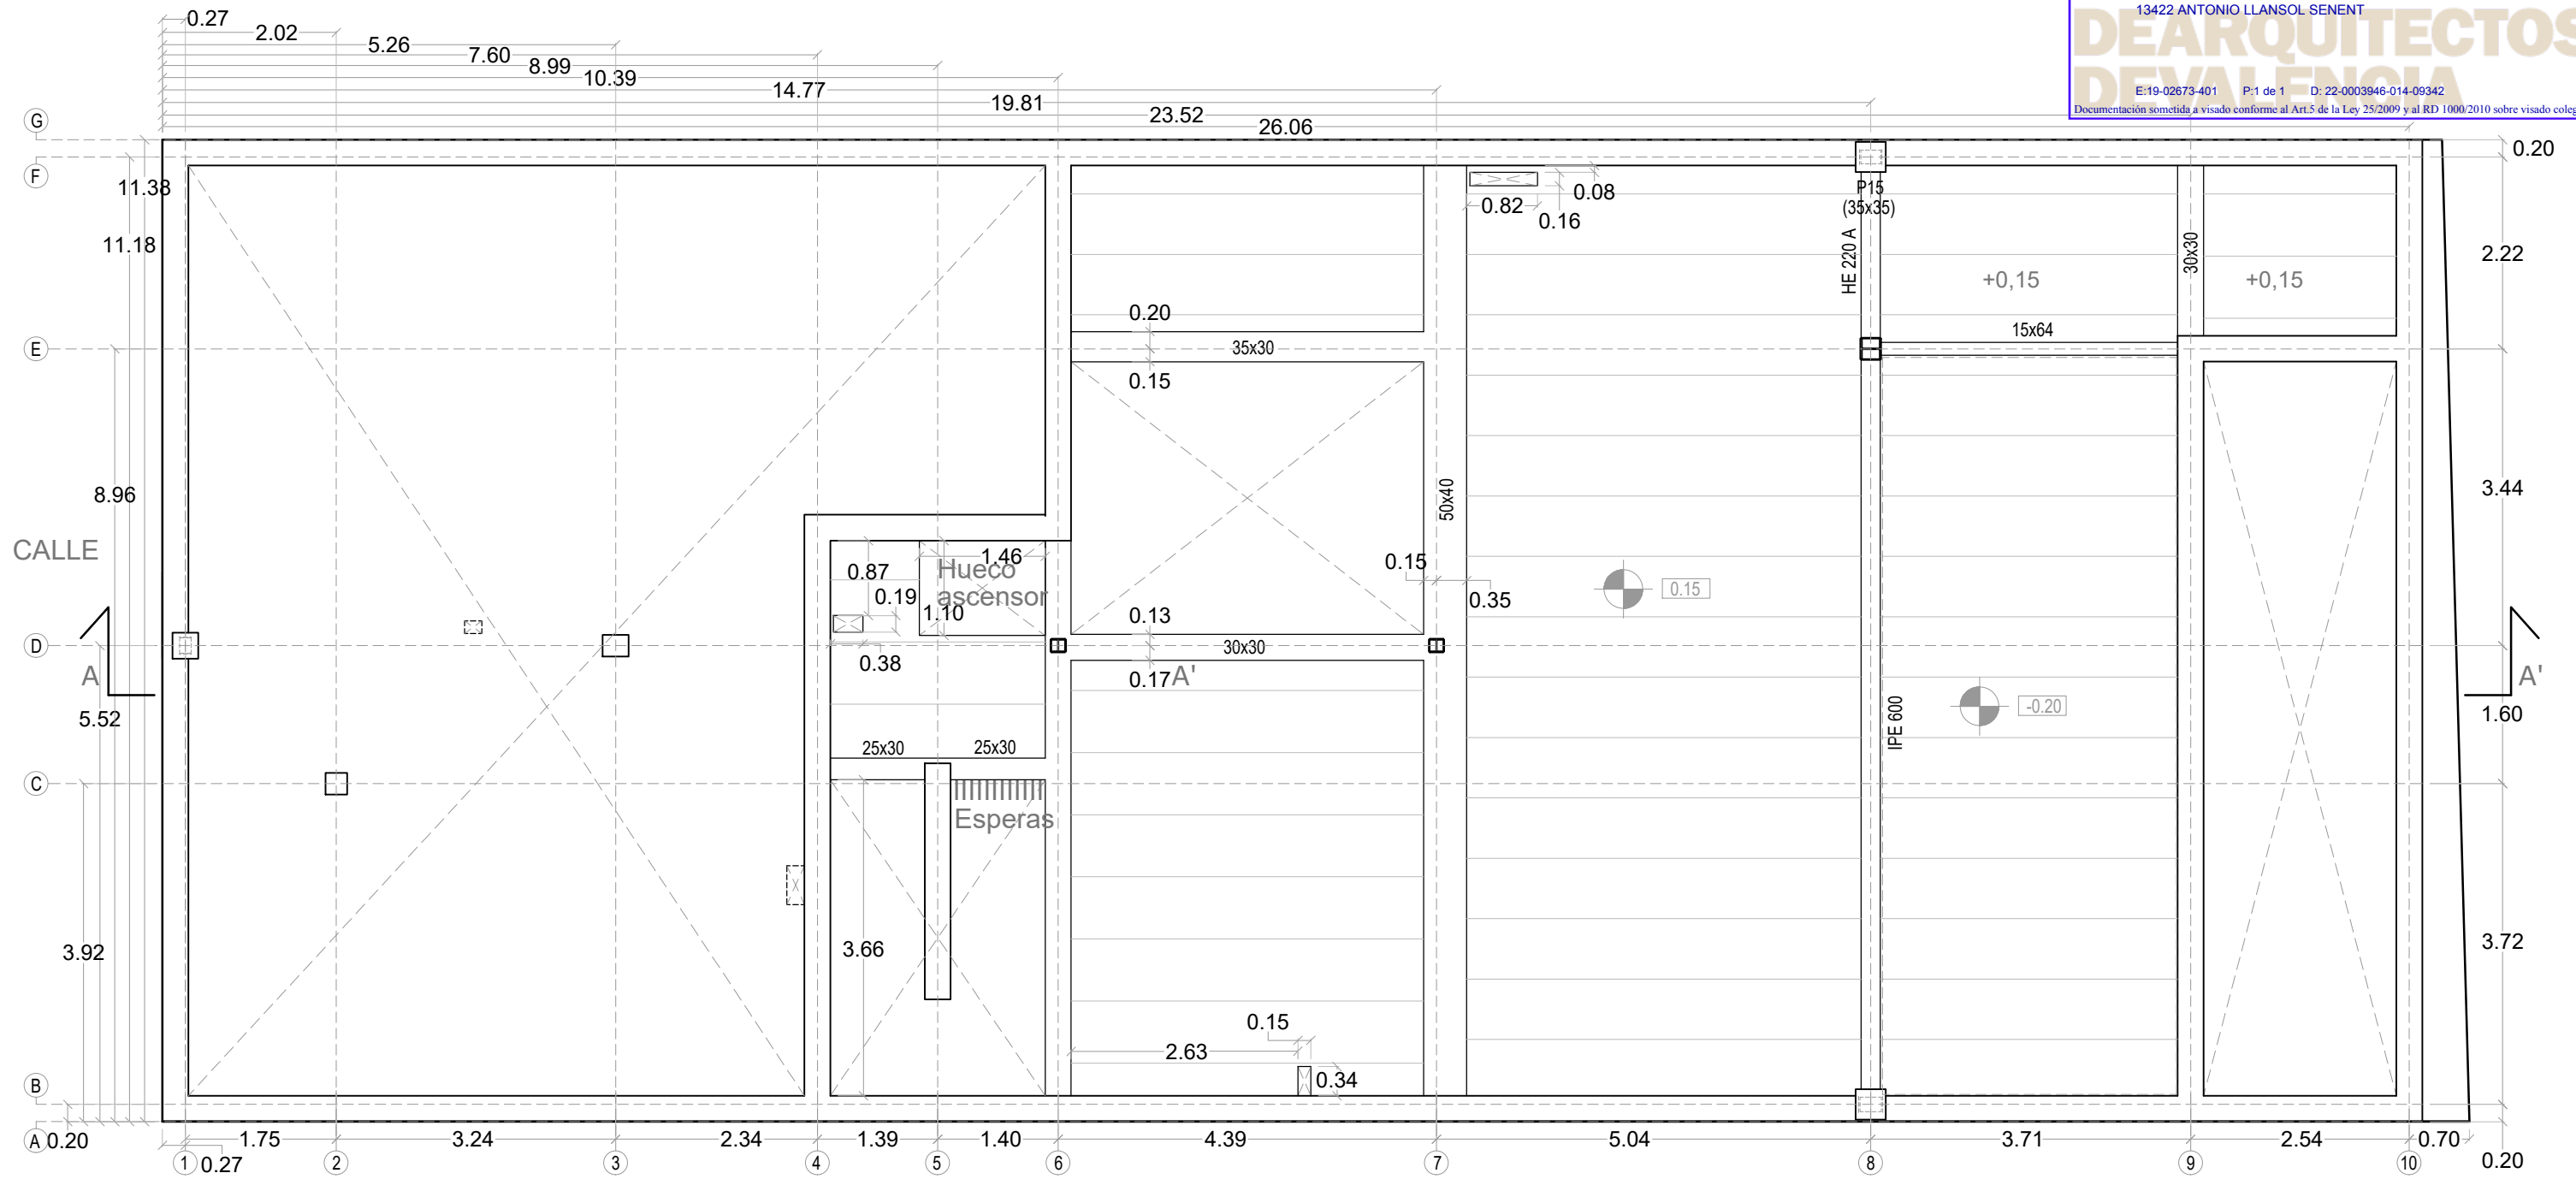 13422 ANTONIO LLANSOL SENENT
DEARQUITECTOS
DEVALENCIA
E:19-02673-401 P:1 de 1 D: 22-0003946-014-09342
Documentación sometida a visado conforme al Art.5 de la Ley 25/2009 y al RD 1000/2010 sobre visado coleg
0.27
2.02
5.26
7.60
8.99
10.39
14.77
19.81
23.52
26.06
G
F
E
D
C
B
A
11.38
11.18
8.96
5.52
3.92
0.20
CALLE
A
0.20
2.22
3.44
1.60
3.72
0.20
A'
0.82
0.08
0.16
P15
(35x35)
HE 220 A
30x30
+0,15
+0,15
15x64
0.20
35x30
0.15
50x40
0.15
0.35
0.15
1.46
Hueco
ascensor
0.87
0.19
1.10
0.38
0.13
30x30
0.17
A'
-0.20
IPE 600
25x30
25x30
Esperas
3.66
0.15
2.63
0.34
0.27
1.75
3.24
2.34
1.39
1.40
4.39
5.04
3.71
2.54
0.70
1
2
3
4
5
6
7
8
9
10